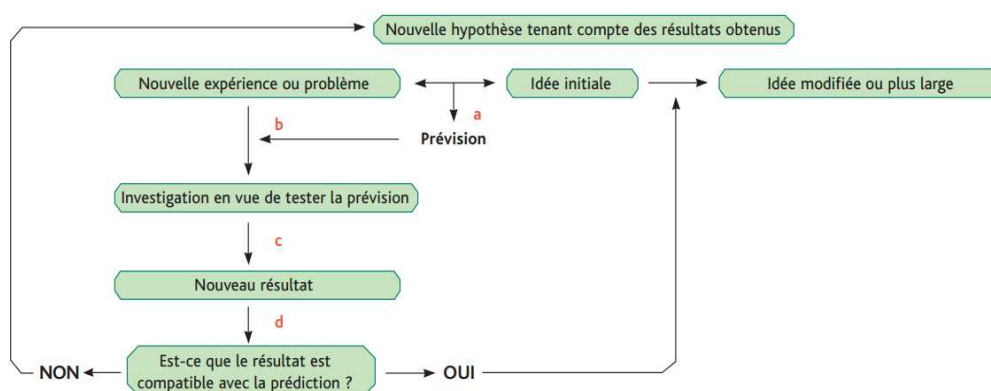 Nouvelle hypothèse tenant compte des résultats obtenus
Nouvelle expérience ou problème
Idée initiale
Idée modifiée ou plus large
a
b
Prévision
Investigation en vue de tester la prévision
c
Nouveau résultat
d
NON
Est-ce que le résultat est
compatible avec la prédiction ?
OUI